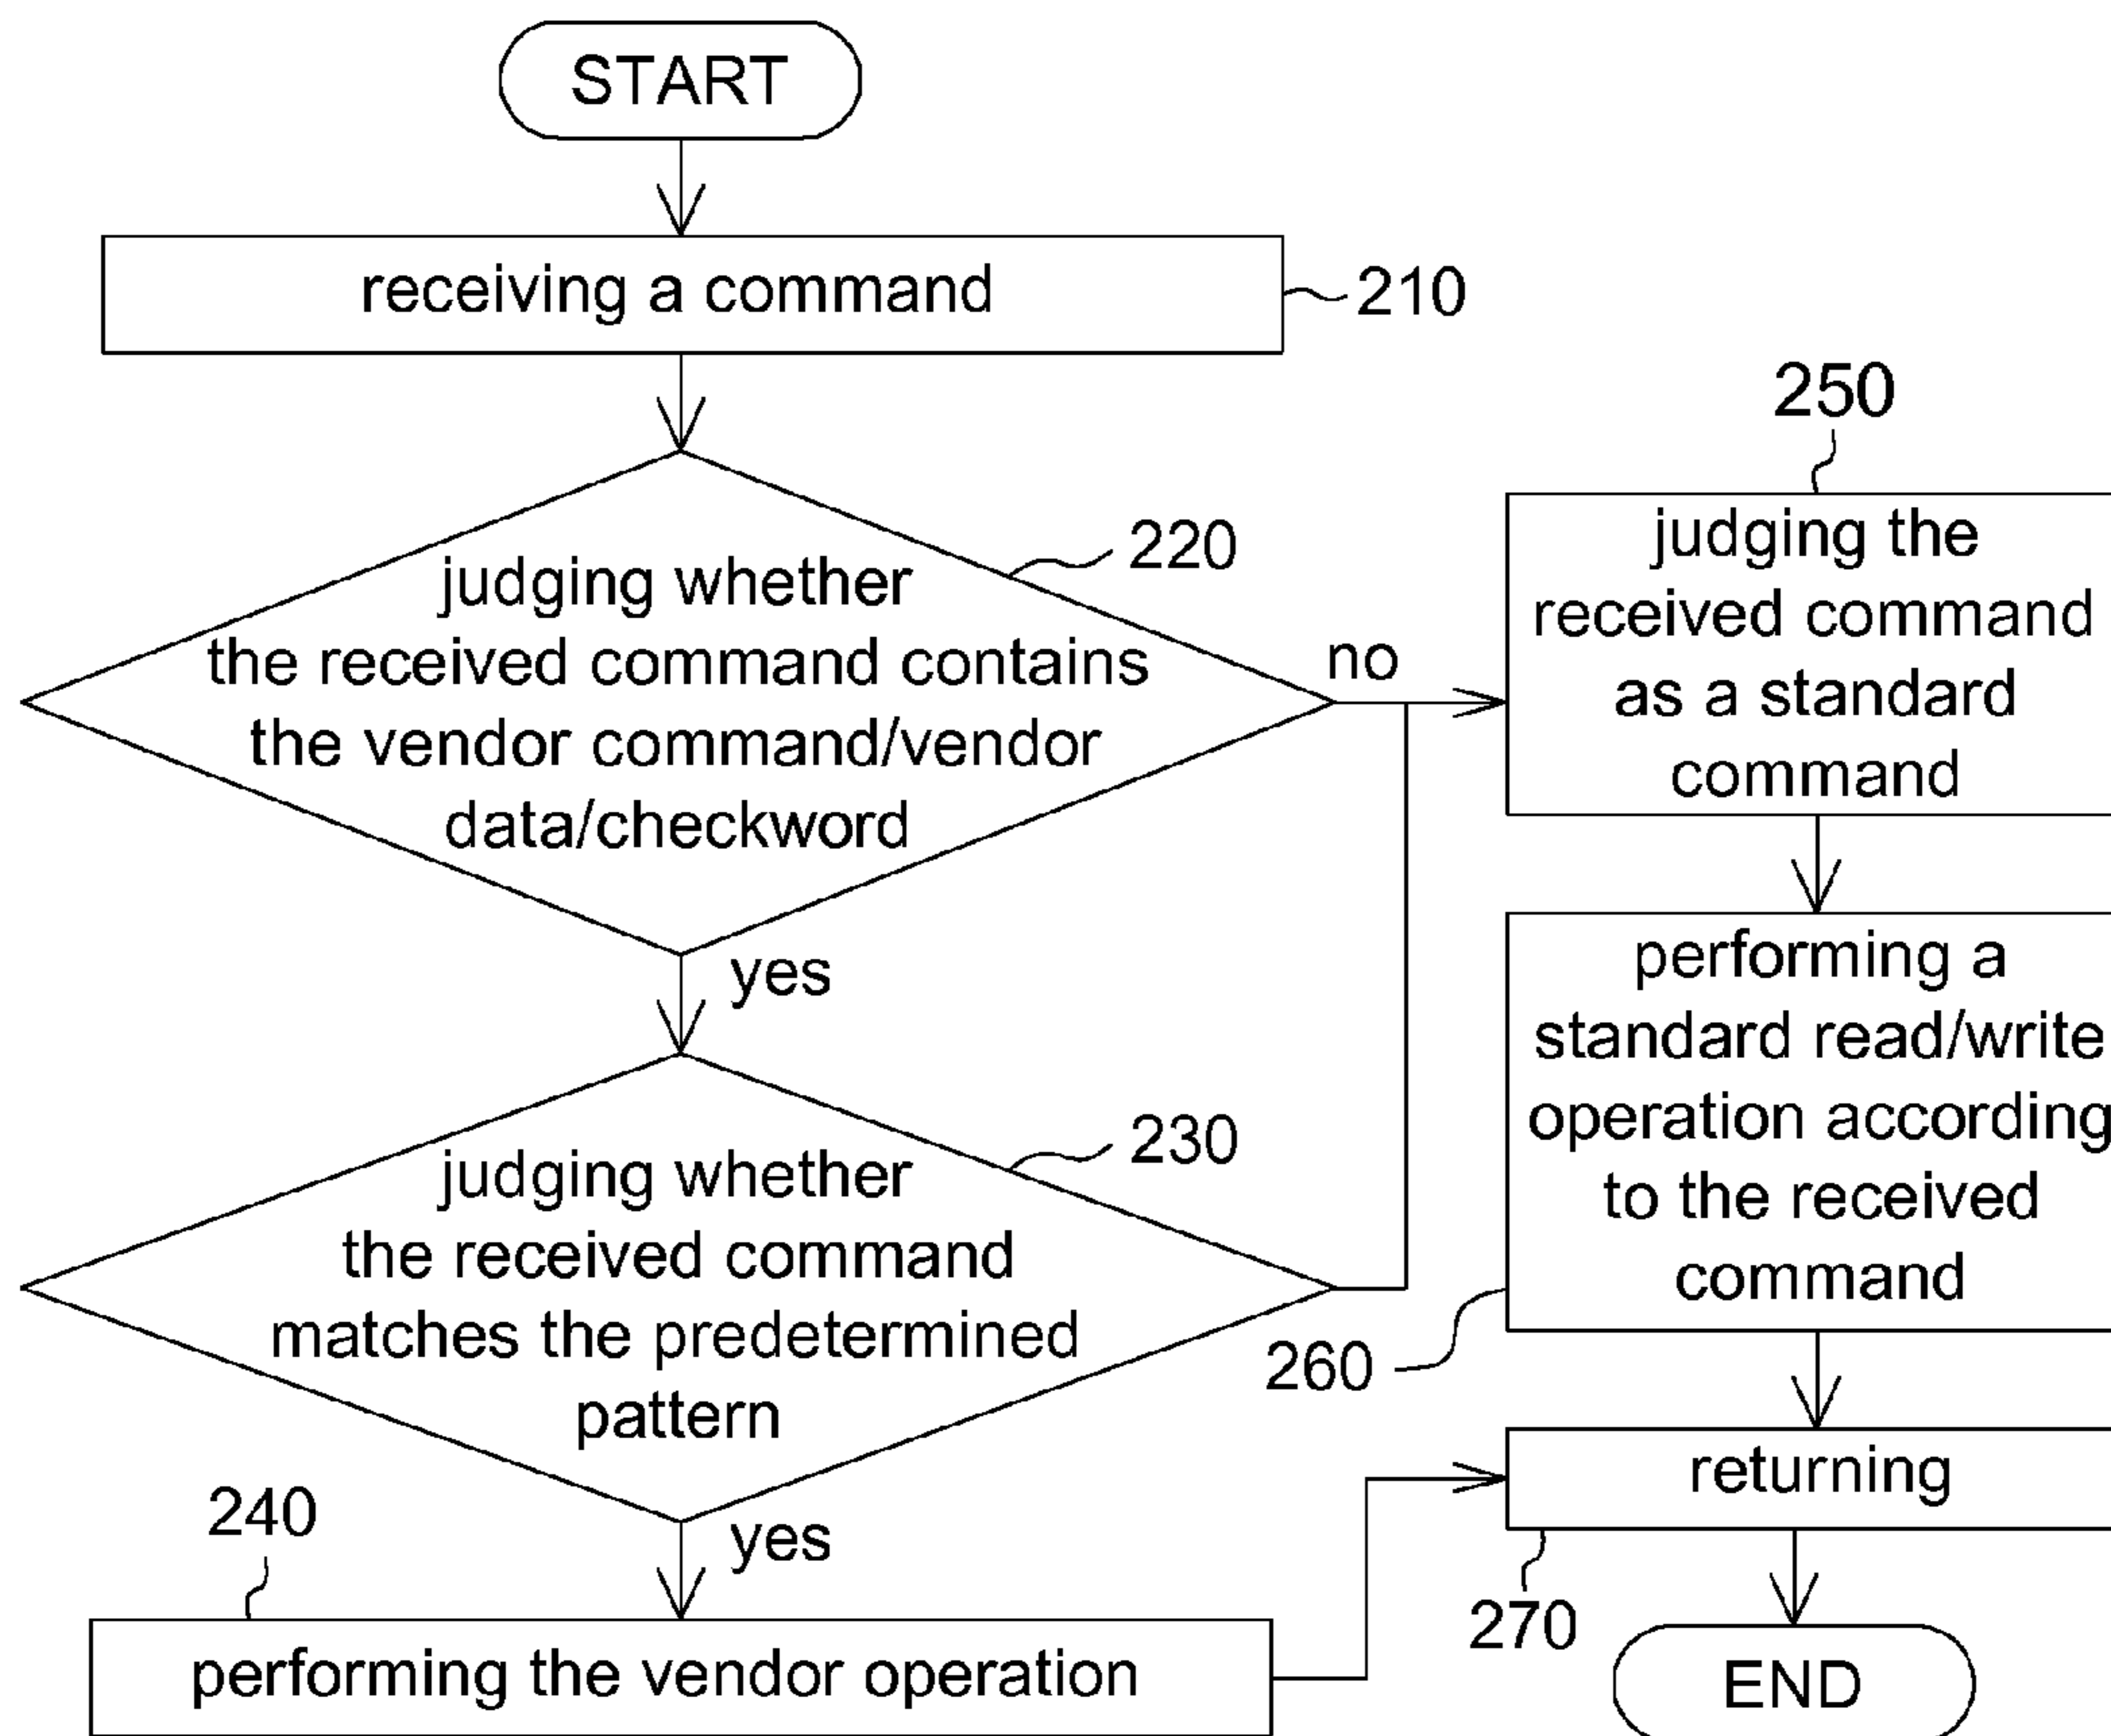 START
receiving a command
210
judging whether
the received command contains
the vendor command/vendor
data/checkword
220
no
yes
judging whether
the received command
matches the predetermined
pattern
230
yes
240
performing the vendor operation
250
judging the
received command
as a standard
command
performing a
standard read/write
operation according
to the received
command
260
returning
270
END